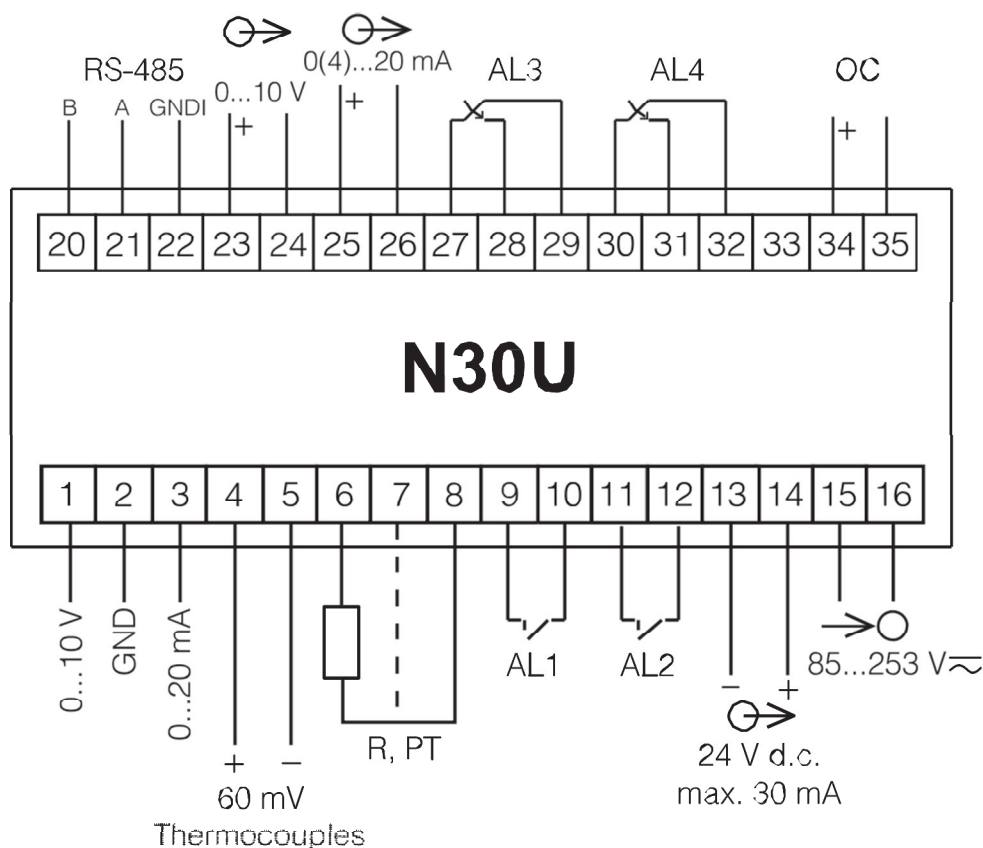 RS-485
0...10 V
0(4)...20 mA
AL3
AL4
OC
B A GNDI
+
+
+
20 21 22 23 24 25 26 27 28 29 30 31 32 33 34 35
N30U
1 2 3 4 5 6 7 8 9 10 11 12 13 14 15 16
0...10 V
GND
0...20 mA
+ −
60 mV
Thermocouples
R, PT
AL1
AL2
− +
24 V d.c.
max. 30 mA
85...253 V